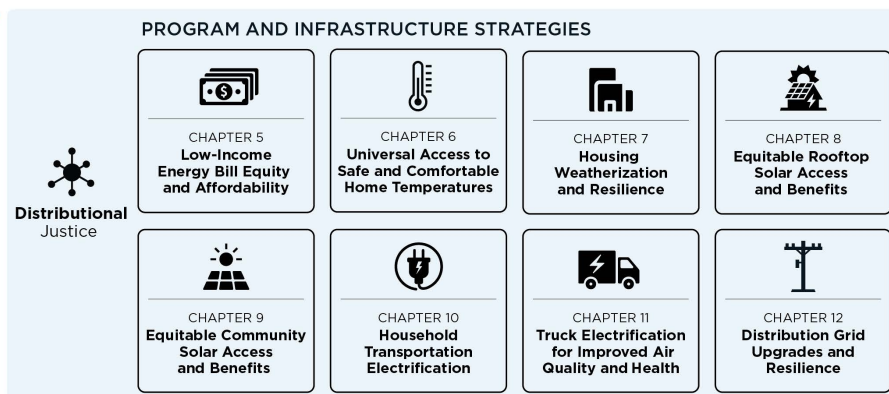 PROGRAM AND INFRASTRUCTURE STRATEGIES
Distributional
Justice
CHAPTER 5
Low-Income
Energy Bill Equity
and Affordability
CHAPTER 6
Universal Access to
Safe and Comfortable
Home Temperatures
CHAPTER 7
Housing
Weatherization
and Resilience
CHAPTER 8
Equitable Rooftop
Solar Access
and Benefits
CHAPTER 9
Equitable Community
Solar Access
and Benefits
CHAPTER 10
Household
Transportation
Electrification
CHAPTER 11
Truck Electrification
for Improved Air
Quality and Health
CHAPTER 12
Distribution Grid
Upgrades and
Resilience